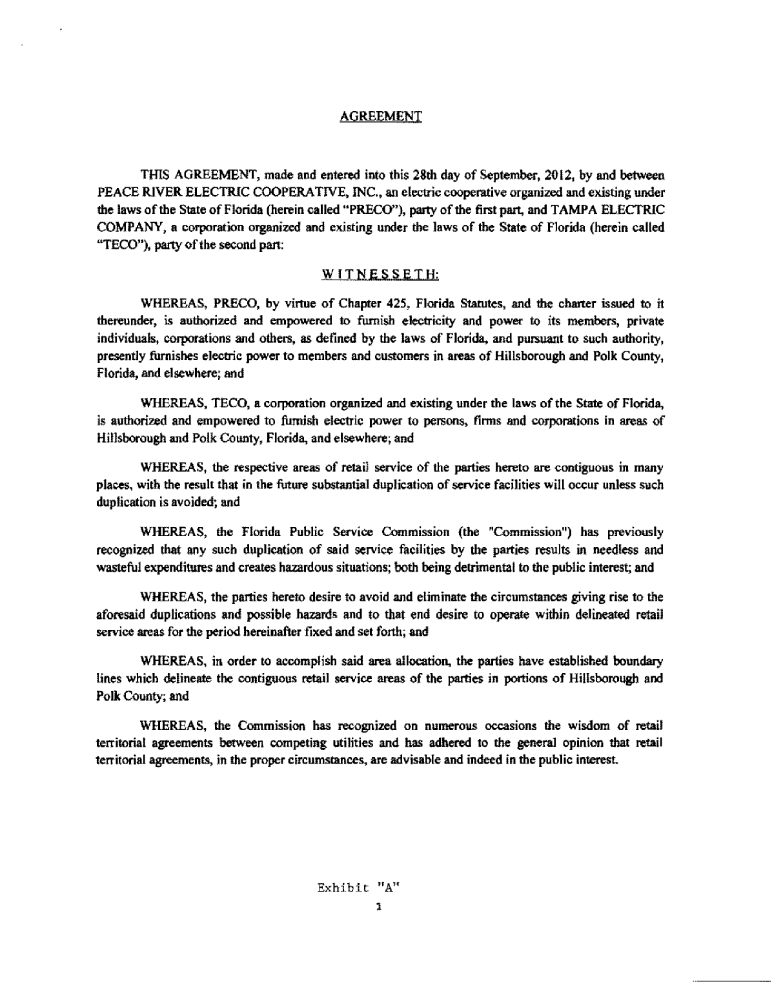 AGREEMENT
THIS AGREEMENT, made and entered into this 28th day of September, 2012, by and between
PEACE RIVER ELECTRIC COOPERATIVE, INC., an electric cooperative organized and existing under
the laws of the State of Florida (herein called “PRECO”), party of the first part, and TAMPA ELECTRIC
COMPANY, a corporation organized and existing under the laws of the State of Florida (herein called
“TECO”), party of the second part:
W I T N E S S E T H:
WHEREAS, PRECO, by virtue of Chapter 425, Florida Statutes, and the charter issued to it
thereunder, is authorized and empowered to furnish electricity and power to its members, private
individuals, corporations and others, as defined by the laws of Florida, and pursuant to such authority,
presently furnishes electric power to members and customers in areas of Hillsborough and Polk County,
Florida, and elsewhere; and
WHEREAS, TECO, a corporation organized and existing under the laws of the State of Florida,
is authorized and empowered to furnish electric power to persons, firms and corporations in areas of
Hillsborough and Polk County, Florida, and elsewhere; and
WHEREAS, the respective areas of retail service of the parties hereto are contiguous in many
places, with the result that in the future substantial duplication of service facilities will occur unless such
duplication is avoided; and
WHEREAS, the Florida Public Service Commission (the "Commission") has previously
recognized that any such duplication of said service facilities by the parties results in needless and
wasteful expenditures and creates hazardous situations; both being detrimental to the public interest; and
WHEREAS, the parties hereto desire to avoid and eliminate the circumstances giving rise to the
aforesaid duplications and possible hazards and to that end desire to operate within delineated retail
service areas for the period hereinafter fixed and set forth; and
WHEREAS, in order to accomplish said area allocation, the parties have established boundary
lines which delineate the contiguous retail service areas of the parties in portions of Hillsborough and
Polk County; and
WHEREAS, the Commission has recognized on numerous occasions the wisdom of retail
territorial agreements between competing utilities and has adhered to the general opinion that retail
territorial agreements, in the proper circumstances, are advisable and indeed in the public interest.
Exhibit "A"
1